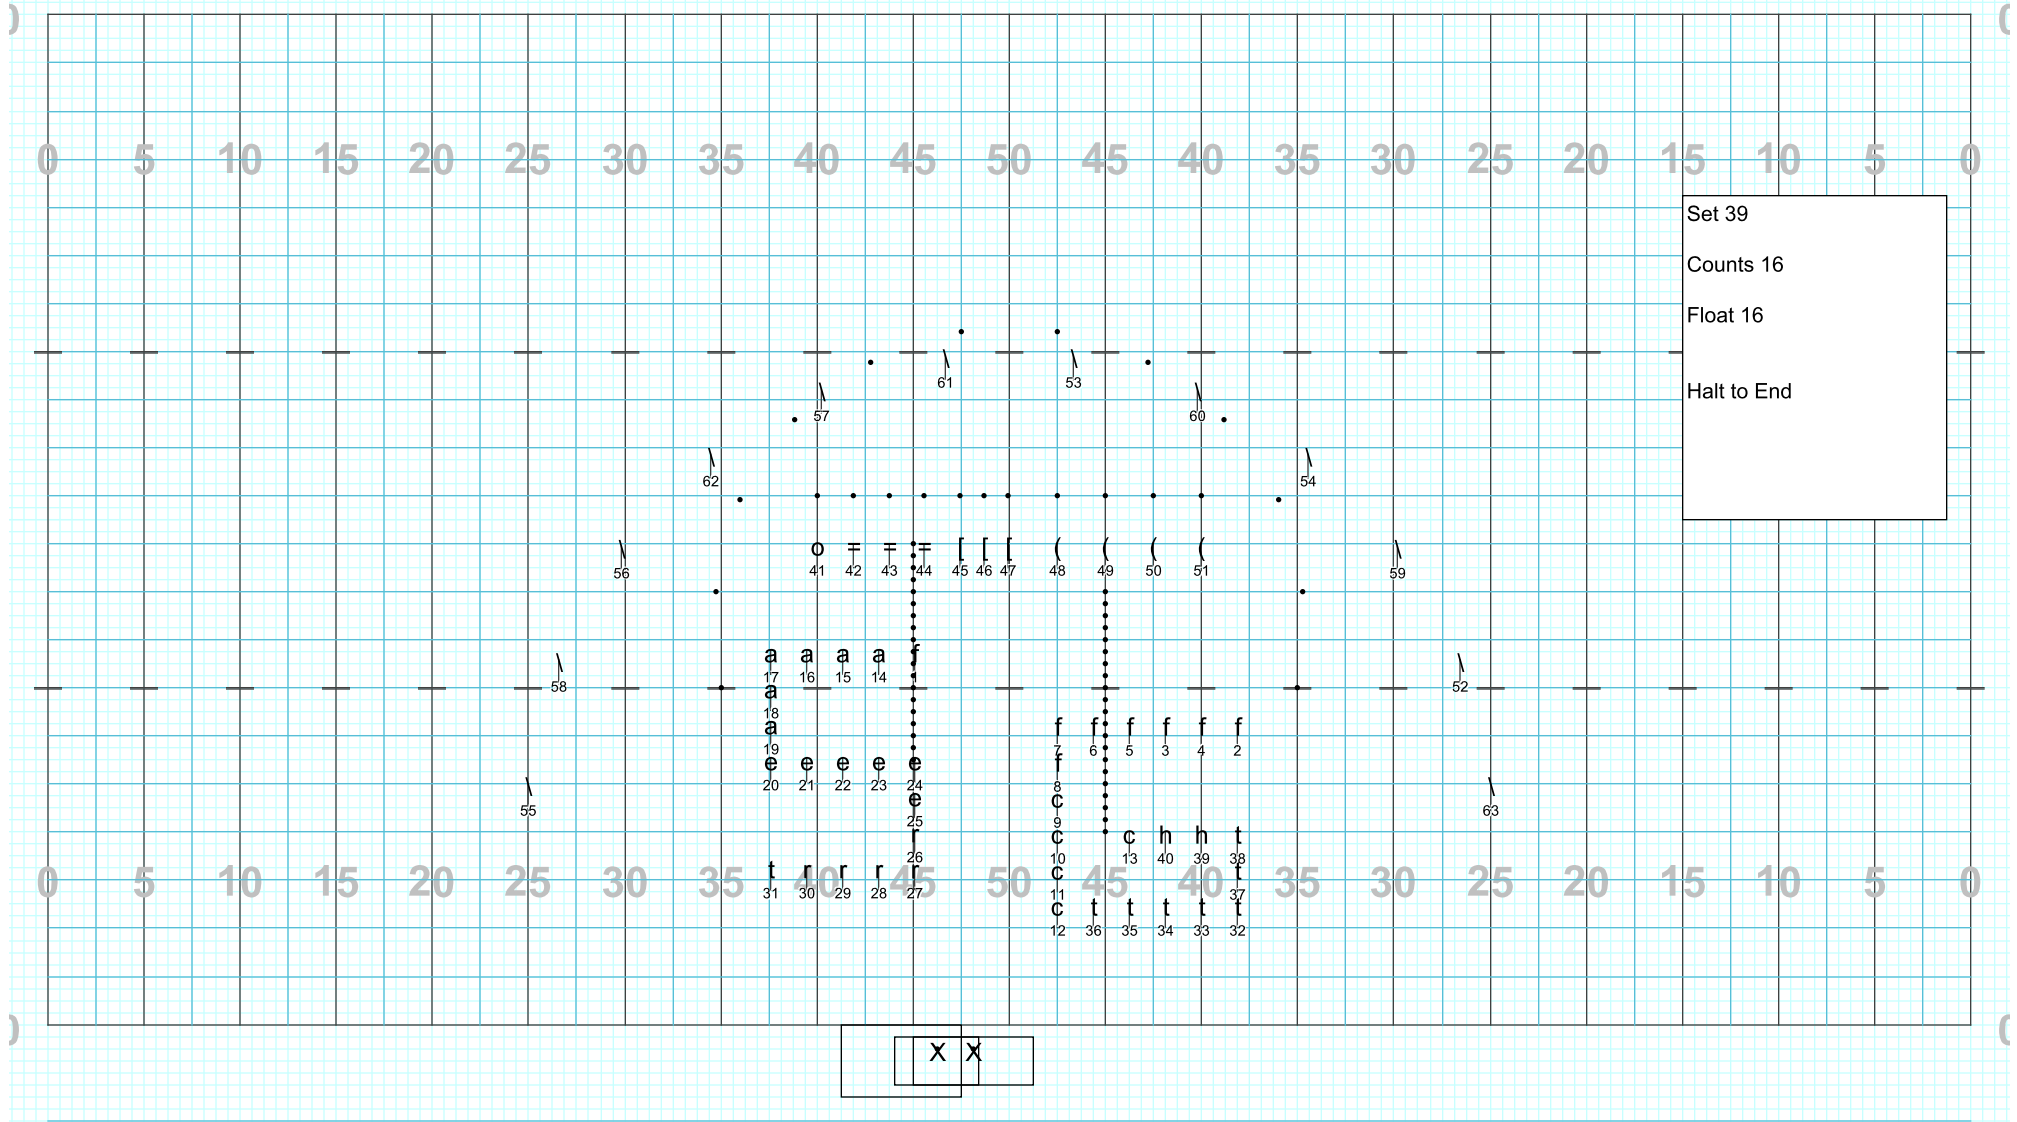 0 5 10 15 20 25 30 35 40 45 50 45 40 35 30 25 20 15 10 5 0
Set 39
Counts 16
Float 16
Halt to End
61 53
57 60
62 54
o = = = [ [ [ ( ( ( (
41 42 43 44 45 46 47 48 49 50 51
56 59
a a a a f
17 16 15 14 1
58 52
a
18
a f f f f f f
19 7 6 5 3 4 2
e e e e e f
20 21 22 23 24 8
55 63
e c
25 9
r c c h h t
26 10 13 40 39 38
t r r r r c t
31 30 29 28 27 11 37
0 5 10 15 20 25 30 35 40 45 50 45 40 35 30 25 20 15 10 5 0
c t t t t t
12 36 35 34 33 32
X X